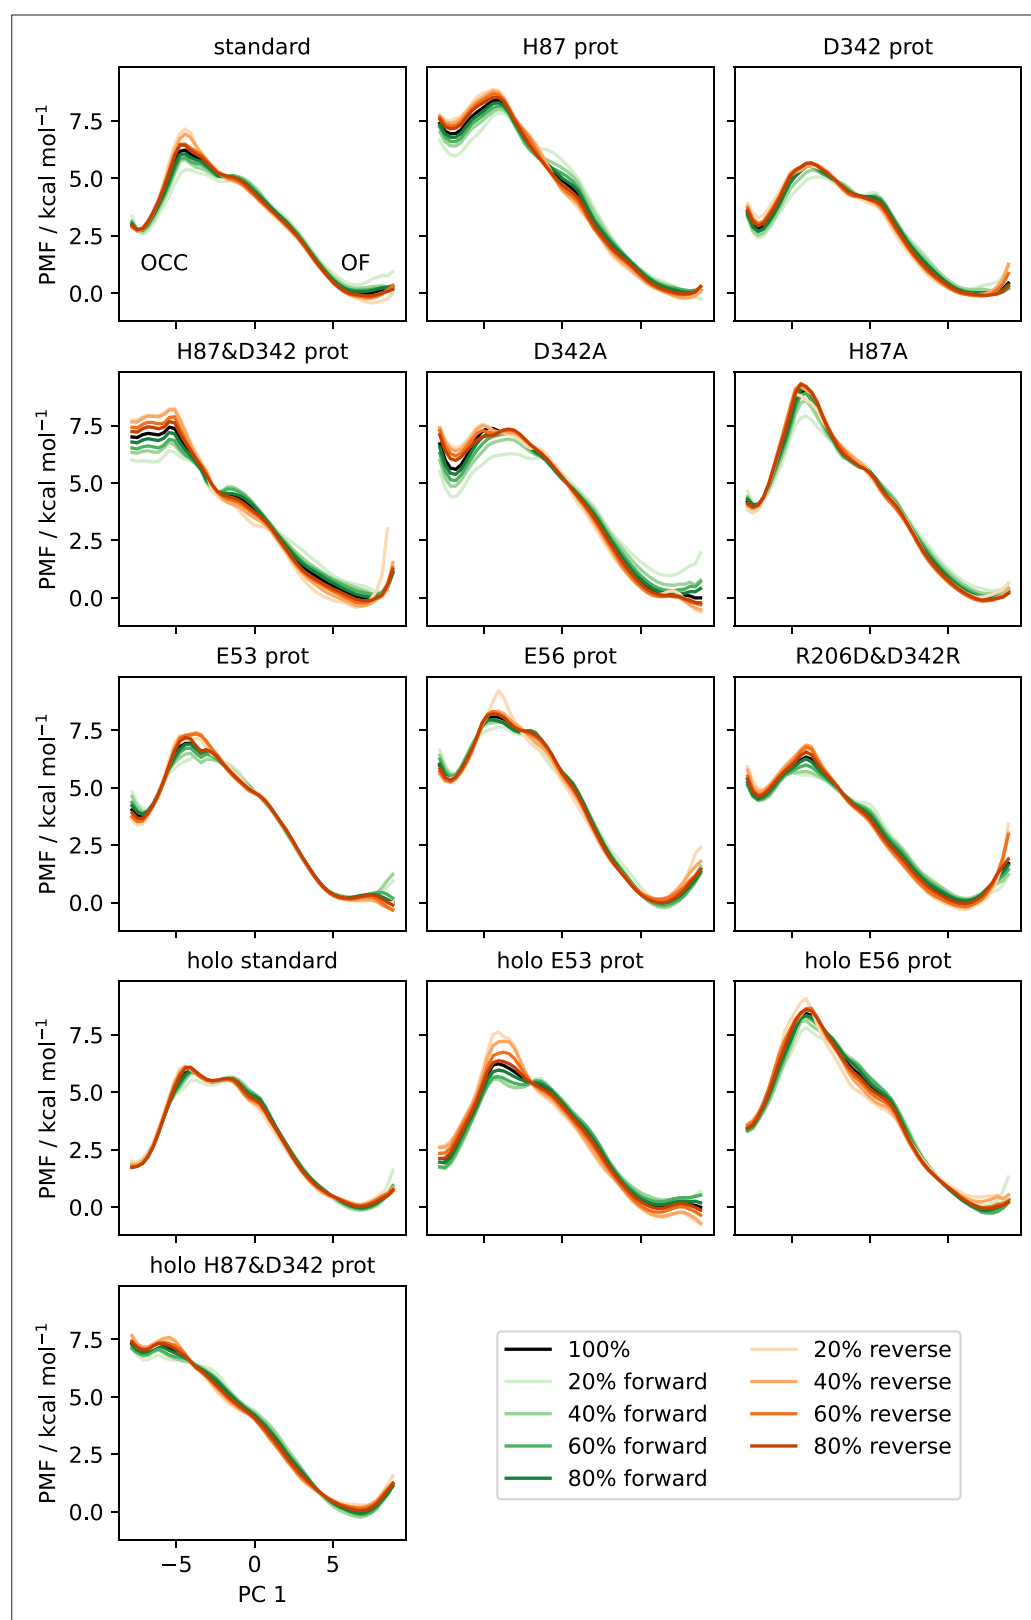 standard H87 prot D342 prot
PMF / kcal mol⁻¹
7.5
5.0
2.5
0.0
OCC OF
H87&D342 prot D342A H87A
PMF / kcal mol⁻¹
7.5
5.0
2.5
0.0
E53 prot E56 prot R206D&D342R
PMF / kcal mol⁻¹
7.5
5.0
2.5
0.0
holo standard holo E53 prot holo E56 prot
PMF / kcal mol⁻¹
7.5
5.0
2.5
0.0
holo H87&D342 prot
PMF / kcal mol⁻¹
7.5
5.0
2.5
0.0
−5 0 5
PC 1
100% 20% reverse
20% forward 40% reverse
40% forward 60% reverse
60% forward 80% reverse
80% forward